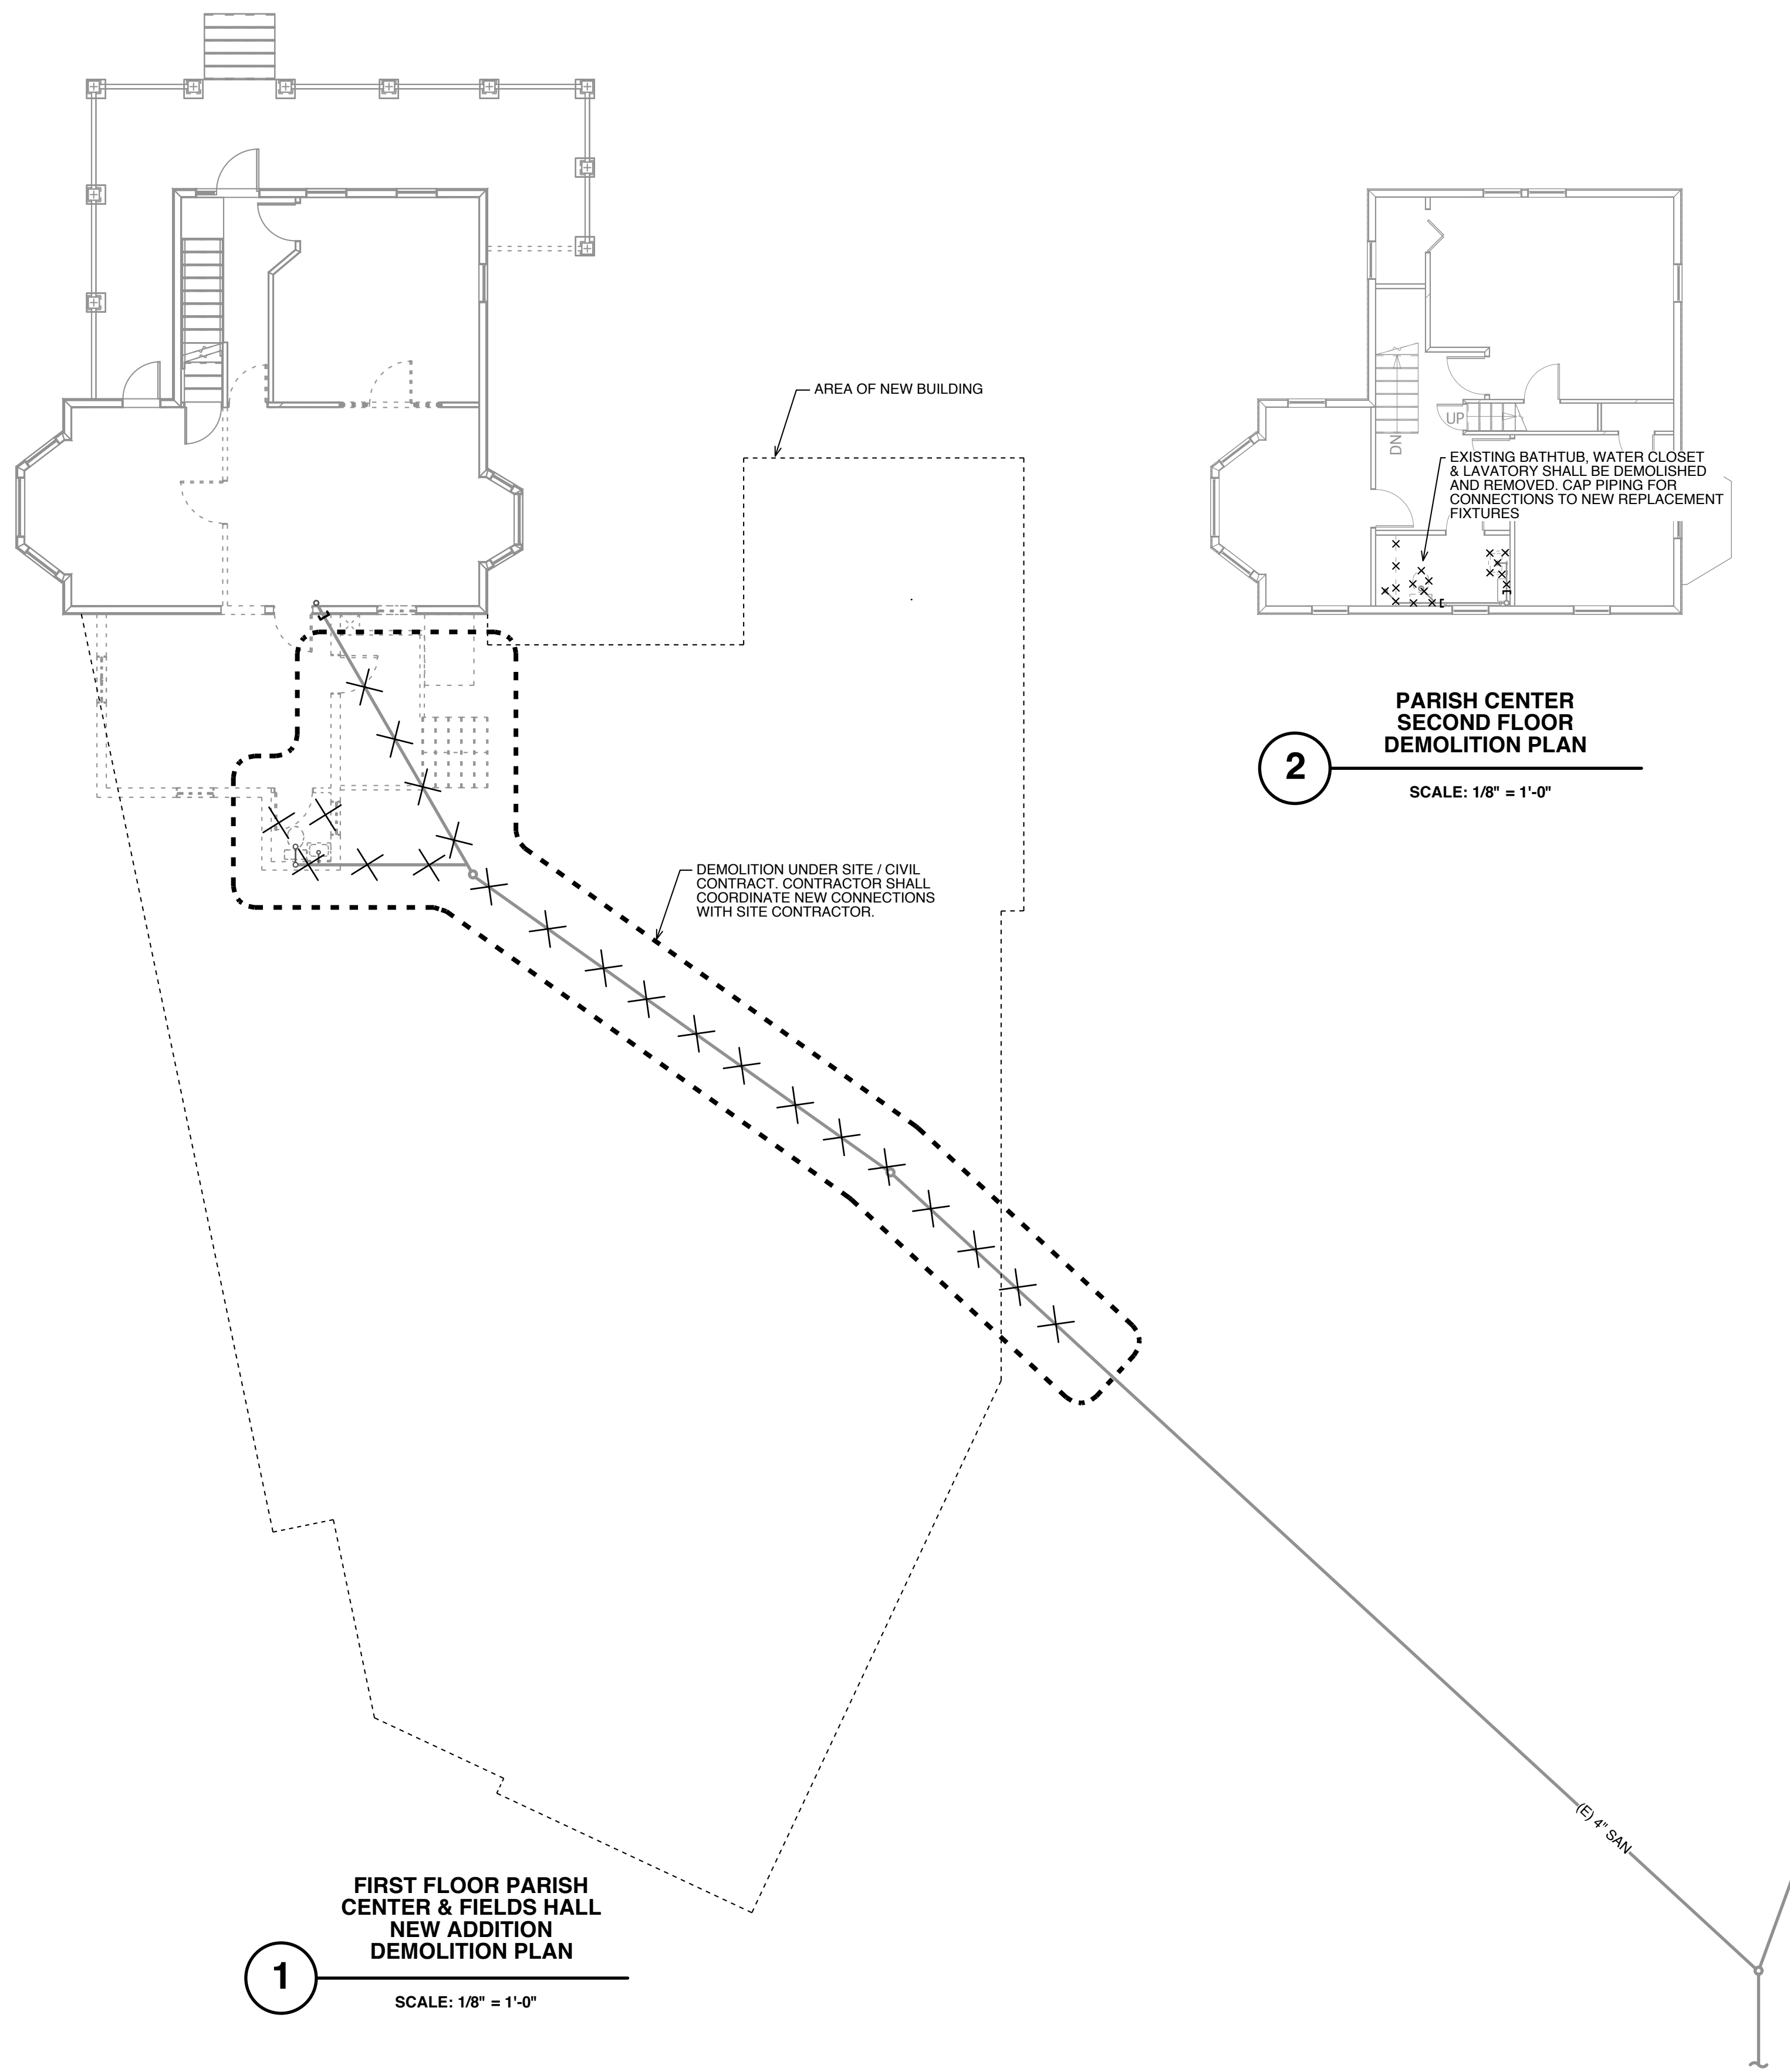 AREA OF NEW BUILDING
UP
DN
EXISTING BATHTUB, WATER CLOSET
& LAVATORY SHALL BE DEMOLISHED
AND REMOVED. CAP PIPING FOR
CONNECTIONS TO NEW REPLACEMENT
FIXTURES
PARISH CENTER
SECOND FLOOR
DEMOLITION PLAN
2
SCALE: 1/8" = 1'-0"
DEMOLITION UNDER SITE / CIVIL
CONTRACT. CONTRACTOR SHALL
COORDINATE NEW CONNECTIONS
WITH SITE CONTRACTOR.
(E) 4" SAN
FIRST FLOOR PARISH
CENTER & FIELDS HALL
NEW ADDITION
DEMOLITION PLAN
1
SCALE: 1/8" = 1'-0"